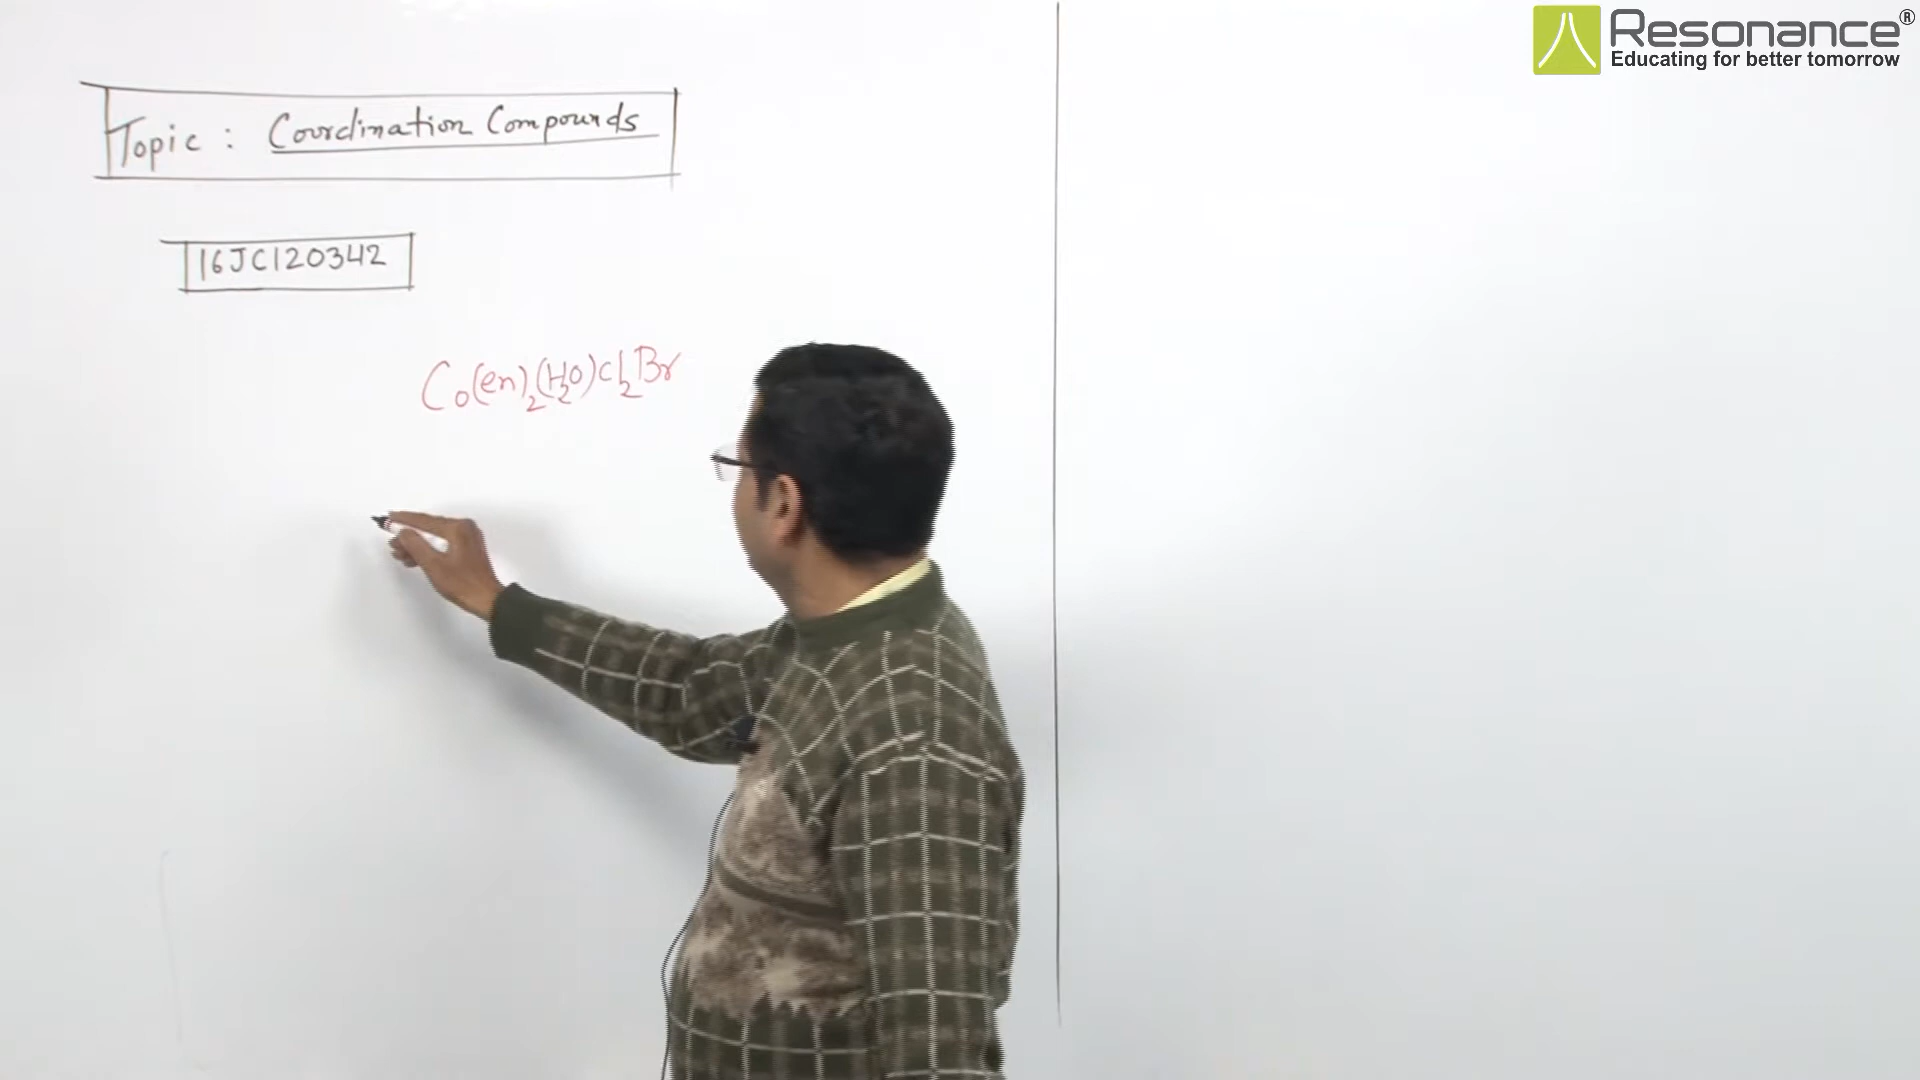 Resonance®
Educating for better tomorrow
Topic : Coordination Compounds
16JC120342
Co(en)₂(H₂O)Cl₂Br